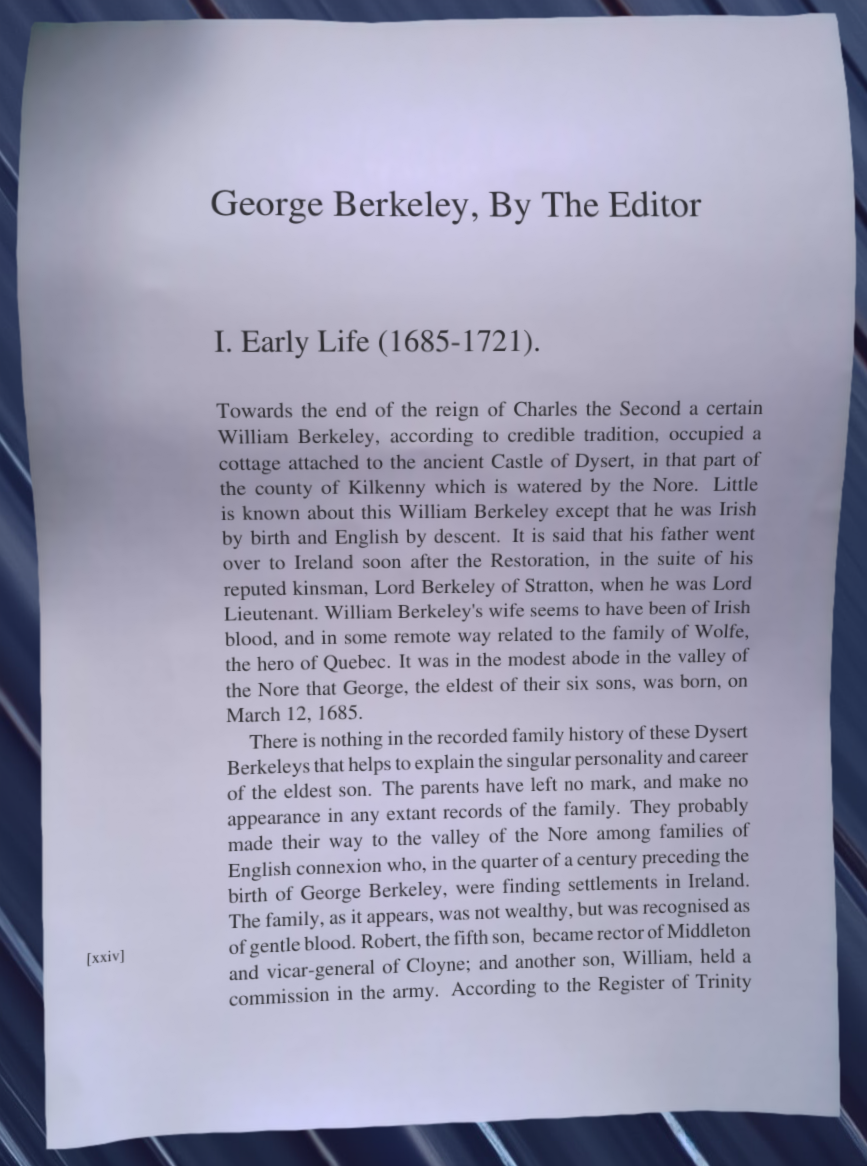 George Berkeley, By The Editor
I. Early Life (1685-1721).
Towards the end of the reign of Charles the Second a certain
William Berkeley, according to credible tradition, occupied a
cottage attached to the ancient Castle of Dysert, in that part of
the county of Kilkenny which is watered by the Nore. Little
is known about this William Berkeley except that he was Irish
by birth and English by descent. It is said that his father went
over to Ireland soon after the Restoration, in the suite of his
reputed kinsman, Lord Berkeley of Stratton, when he was Lord
Lieutenant. William Berkeley's wife seems to have been of Irish
blood, and in some remote way related to the family of Wolfe,
the hero of Quebec. It was in the modest abode in the valley of
the Nore that George, the eldest of their six sons, was born, on
March 12, 1685.
There is nothing in the recorded family history of these Dysert
Berkeleys that helps to explain the singular personality and career
of the eldest son. The parents have left no mark, and make no
appearance in any extant records of the family. They probably
made their way to the valley of the Nore among families of
English connexion who, in the quarter of a century preceding the
birth of George Berkeley, were finding settlements in Ireland.
The family, as it appears, was not wealthy, but was recognised as
of gentle blood. Robert, the fifth son, became rector of Middleton
[xxiv]
and vicar-general of Cloyne; and another son, William, held a
commission in the army. According to the Register of Trinity